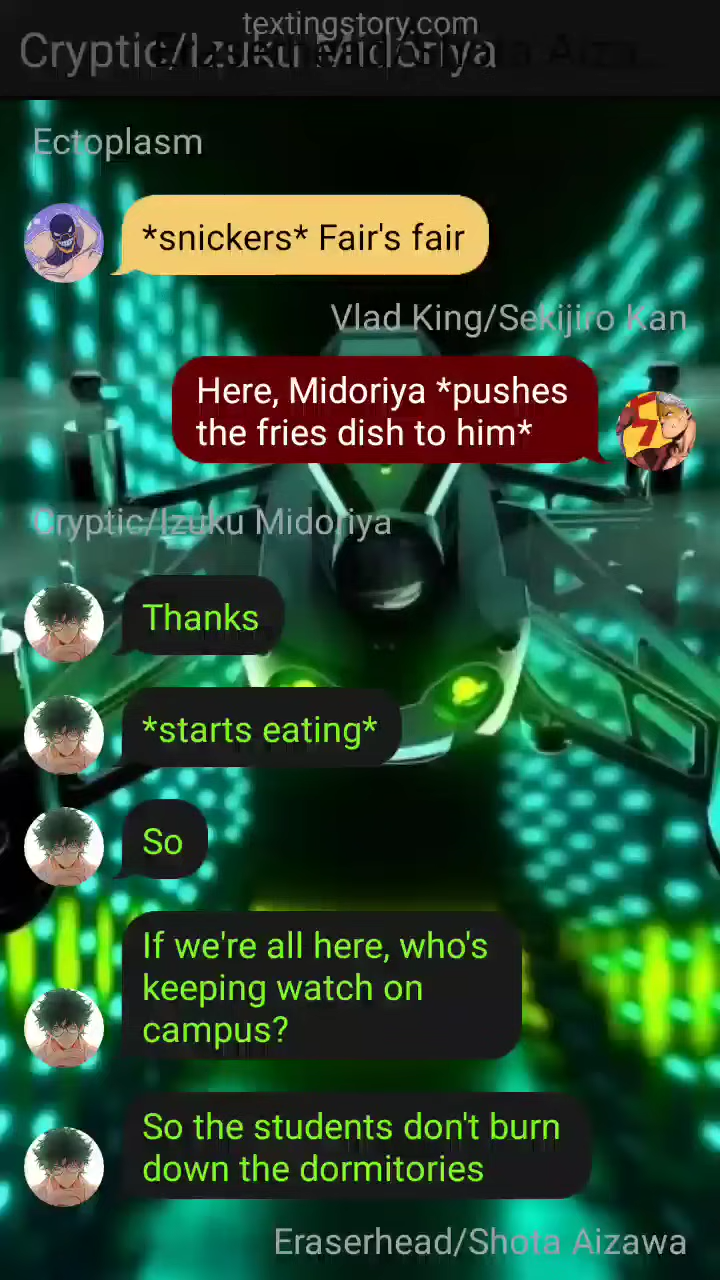 textingstory.com
Cryptic/Izuku Midoriya
Ectoplasm
*snickers* Fair's fair
Vlad King/Sekijiro Kan
Here, Midoriya *pushes
the fries dish to him*
Cryptic/Izuku Midoriya
Thanks
*starts eating*
So
If we're all here, who's
keeping watch on
campus?
So the students don't burn
down the dormitories
Eraserhead/Shota Aizawa